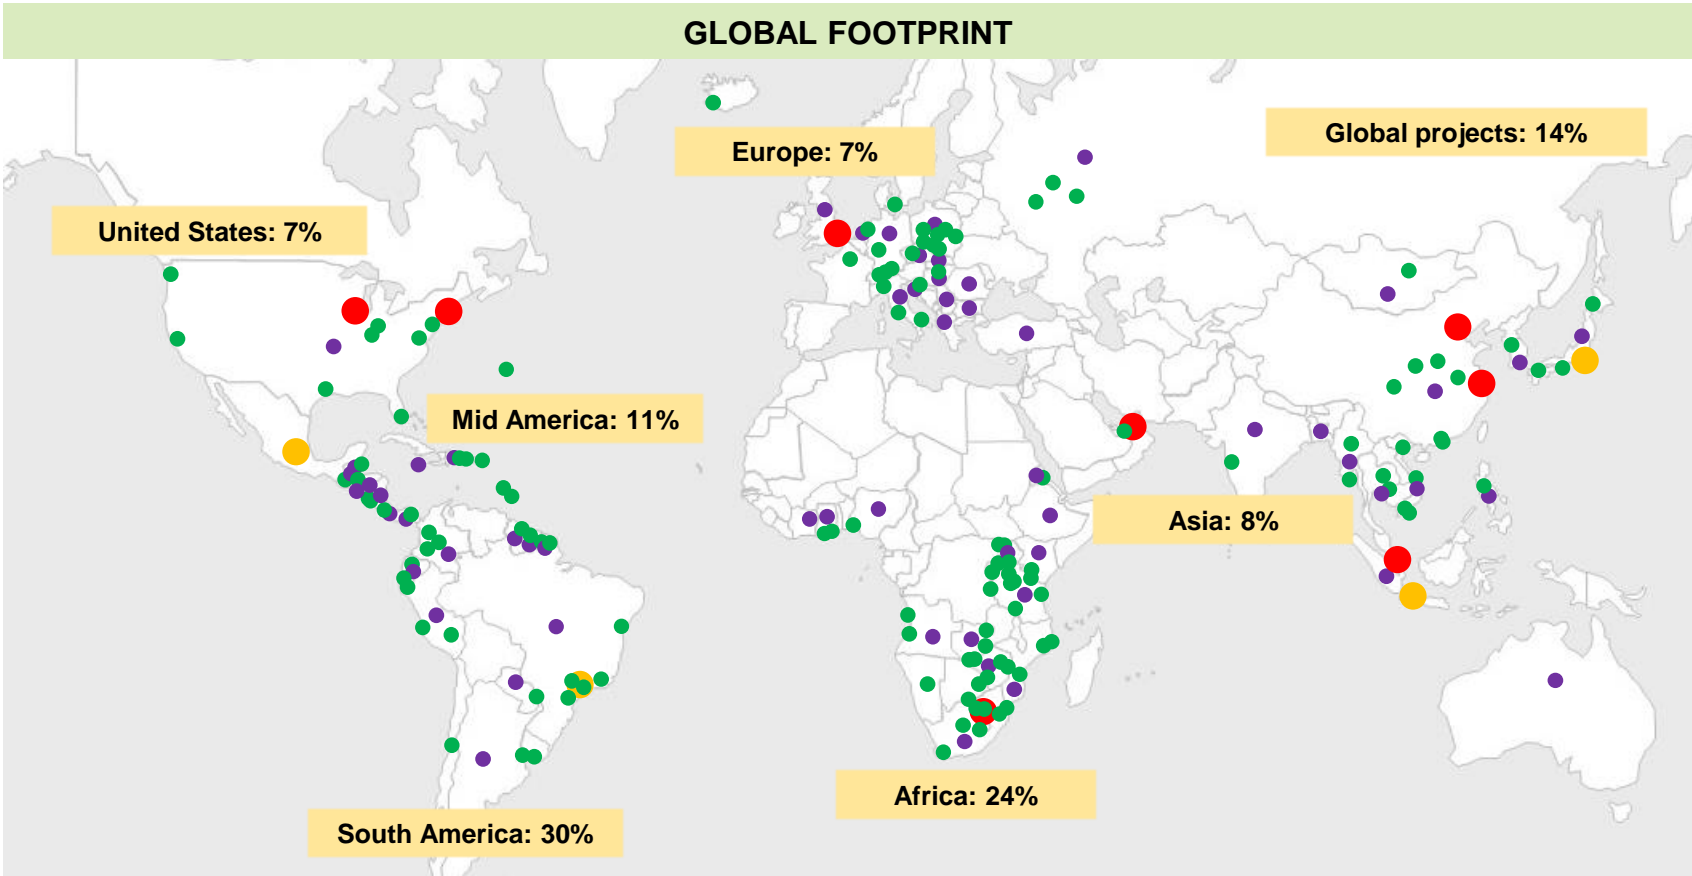 GLOBAL FOOTPRINT
Global projects: 14%
Europe: 7%
United States: 7%
Mid America: 11%
Asia: 8%
Africa: 24%
South America: 30%